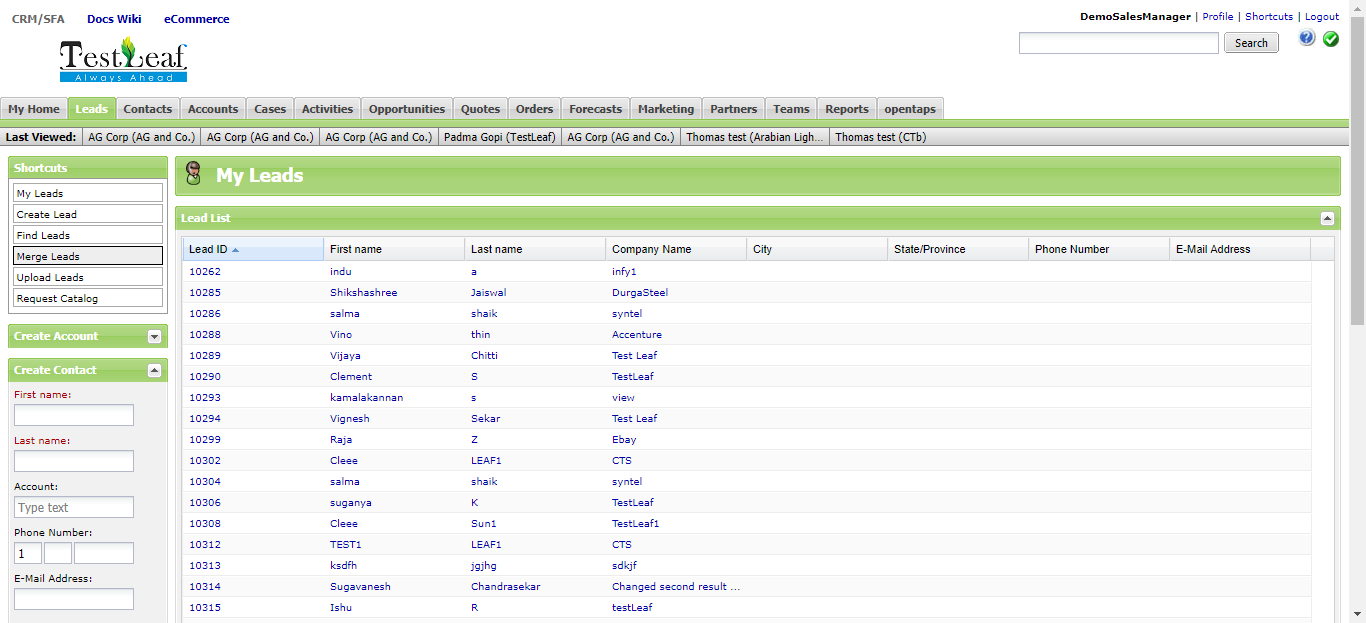 CRM/SFA Docs Wiki eCommerce
DemoSalesManager | Profile | Shortcuts | Logout
TestLeaf
Always Ahead
Search
?
My Home Leads Contacts Accounts Cases Activities Opportunities Quotes Orders Forecasts Marketing Partners Teams Reports opentaps
Last Viewed: AG Corp (AG and Co.) AG Corp (AG and Co.) AG Corp (AG and Co.) Padma Gopi (TestLeaf) AG Corp (AG and Co.) Thomas test (Arabian Ligh... Thomas test (CTb)
Shortcuts
My Leads
Create Lead
Find Leads
Merge Leads
Upload Leads
Request Catalog
Create Account
Create Contact
First name:
Last name:
Account:
Type text
Phone Number:
1
E-Mail Address:
My Leads
Lead List
Lead ID First name Last name Company Name City State/Province Phone Number E-Mail Address
10262 indu a infy1
10285 Shikshashree Jaiswal DurgaSteel
10286 salma shaik syntel
10288 Vino thin Accenture
10289 Vijaya Chitti Test Leaf
10290 Clement S TestLeaf
10293 kamalakannan s view
10294 Vignesh Sekar Test Leaf
10299 Raja Z Ebay
10302 Cleee LEAF1 CTS
10304 salma shaik syntel
10306 suganya K TestLeaf
10308 Cleee Sun1 TestLeaf1
10312 TEST1 LEAF1 CTS
10313 ksdfh jgjhg sdkjf
10314 Sugavanesh Chandrasekar Changed second result ...
10315 Ishu R testLeaf